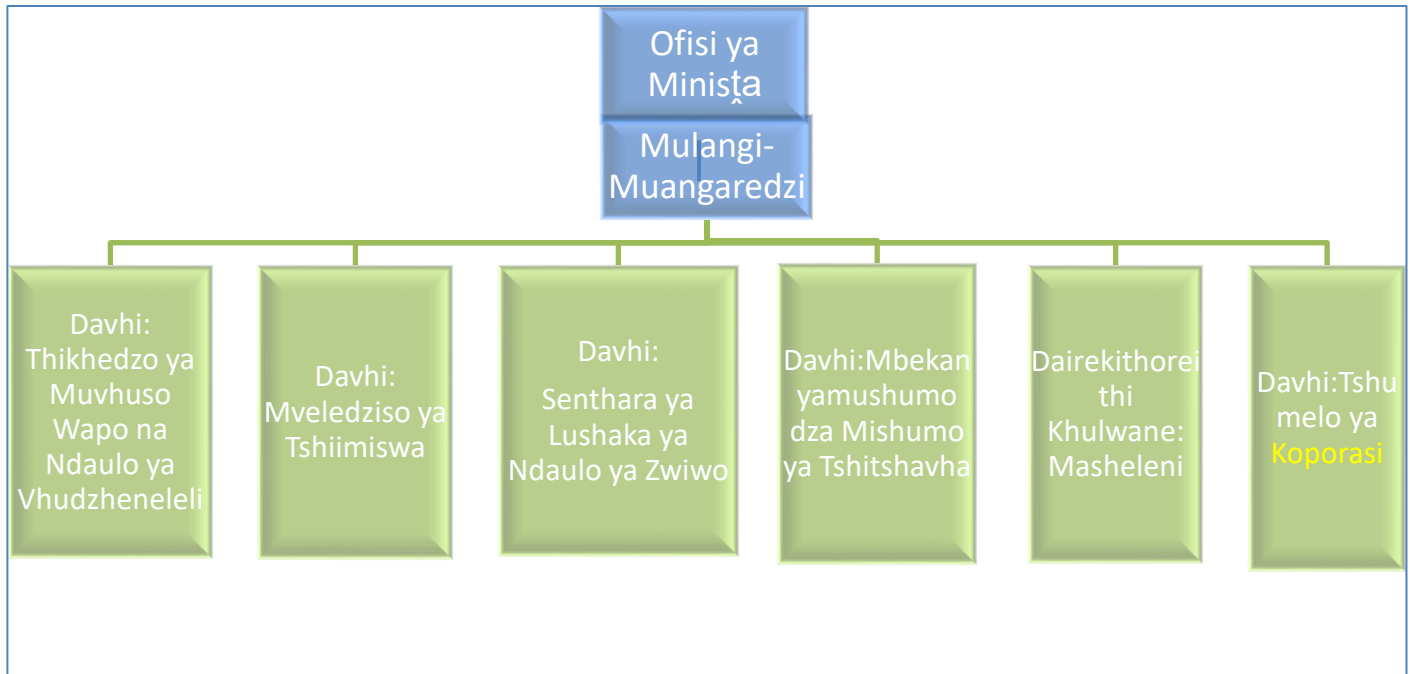 Ofisi ya
Ministṱa
Mulangi-
Muangaredzi
Davhi:
Thikhedzo ya
Muvhuso
Wapo na
Ndaulo ya
Vhudzheneleli
Davhi:
Mveledziso ya
Tshiimiswa
Davhi:
Senthara ya
Lushaka ya
Ndaulo ya Zwiwo
Davhi:Mbekan
yamushumo
dza Mishumo
ya Tshitshavha
Dairekithorei
thi
Khulwane:
Masheleni
Davhi:Tshu
melo ya
Koporasi